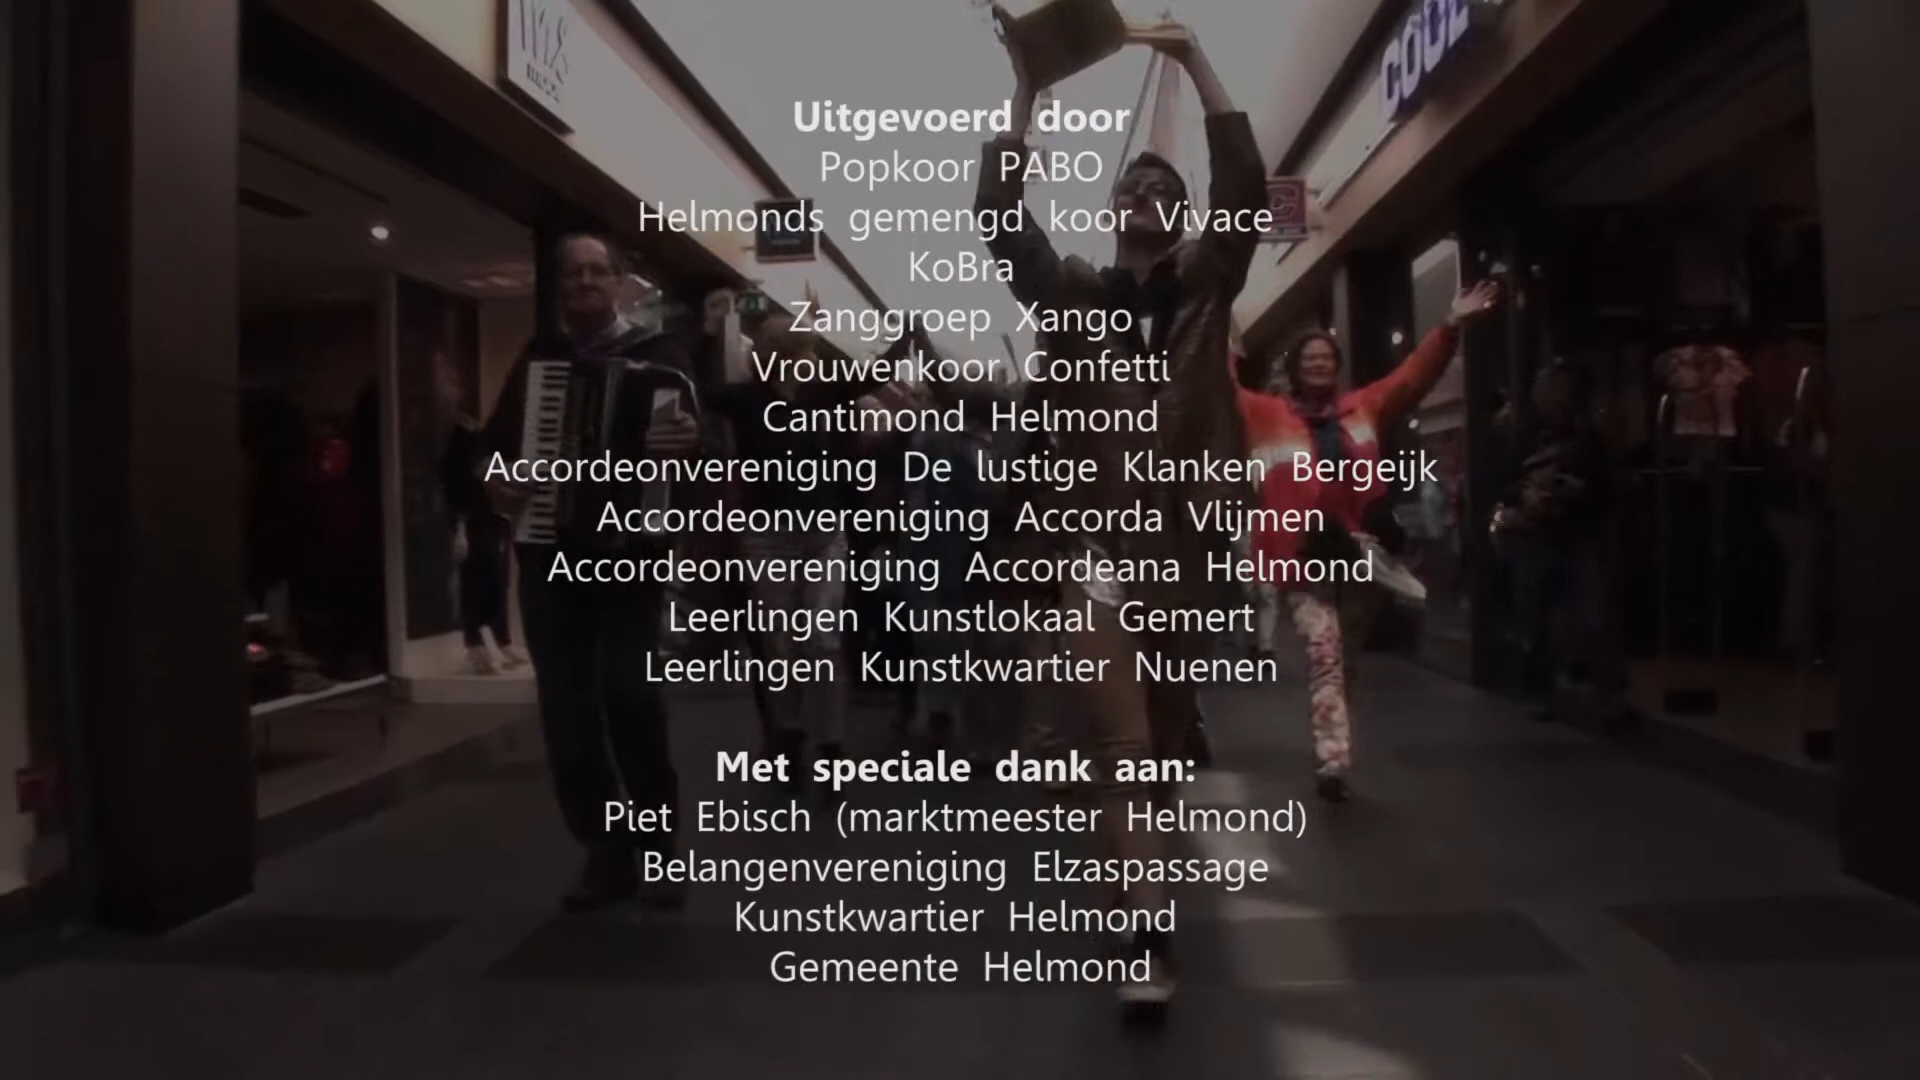 COOL
Uitgevoerd door
Popkoor PABO
Helmonds gemengd koor Vivace
KoBra
Zanggroep Xango
Vrouwenkoor Confetti
Cantimond Helmond
Accordeonvereniging De lustige Klanken Bergeijk
Accordeonvereniging Accorda Vlijmen
Accordeonvereniging Accordeana Helmond
Leerlingen Kunstlokaal Gemert
Leerlingen Kunstkwartier Nuenen
Met speciale dank aan:
Piet Ebisch (marktmeester Helmond)
Belangenvereniging Elzaspassage
Kunstkwartier Helmond
Gemeente Helmond